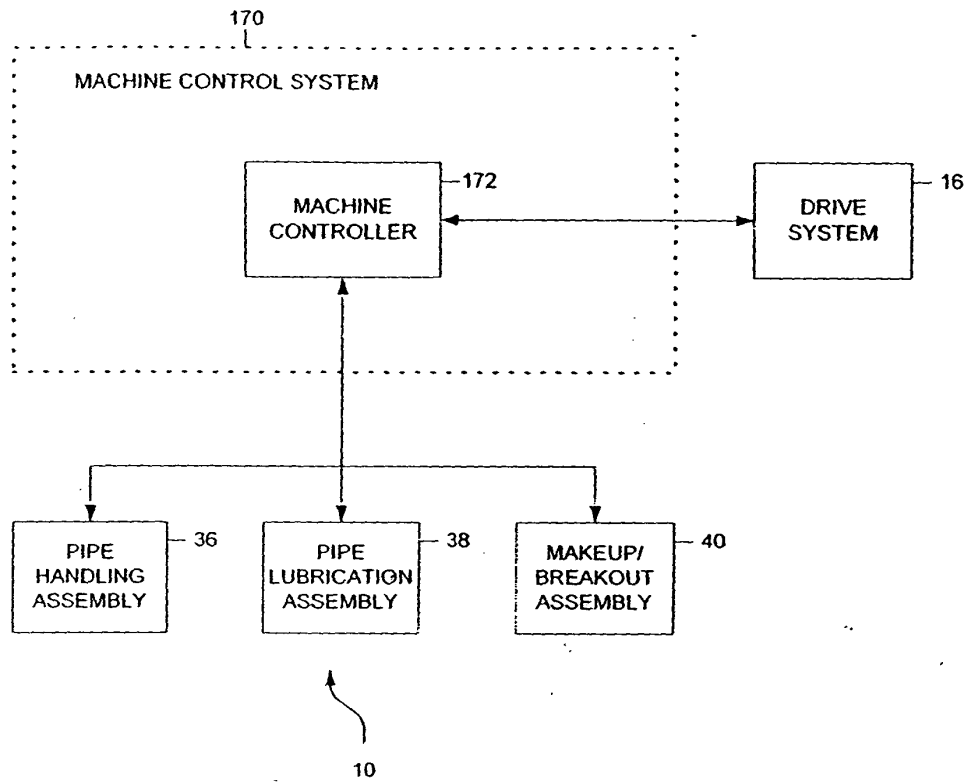 170
MACHINE CONTROL SYSTEM
172
MACHINE
CONTROLLER
16
DRIVE
SYSTEM
36
PIPE
HANDLING
ASSEMBLY
38
PIPE
LUBRICATION
ASSEMBLY
40
MAKEUP/
BREAKOUT
ASSEMBLY
10